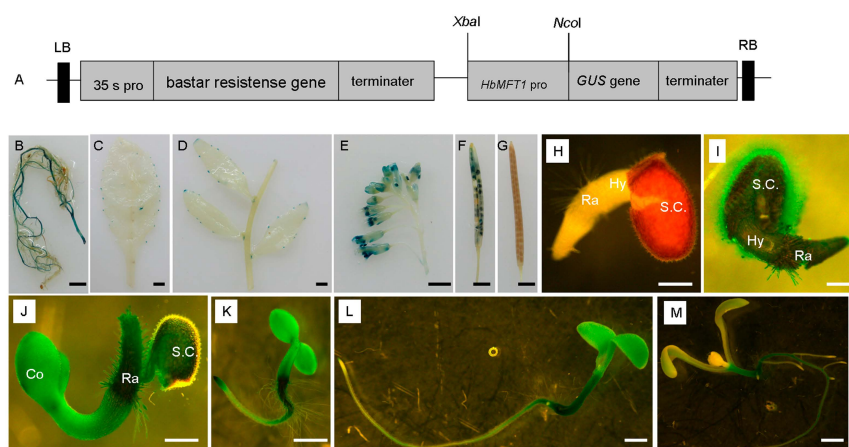 XbaI NcoI
LB RB
A 35 s pro bastar resistense gene terminater HbMFT1 pro GUS gene terminater
B C D E F G H I
Hy S.C. S.C.
Ra
Hy Ra
J K L M
S.C
Co Ra